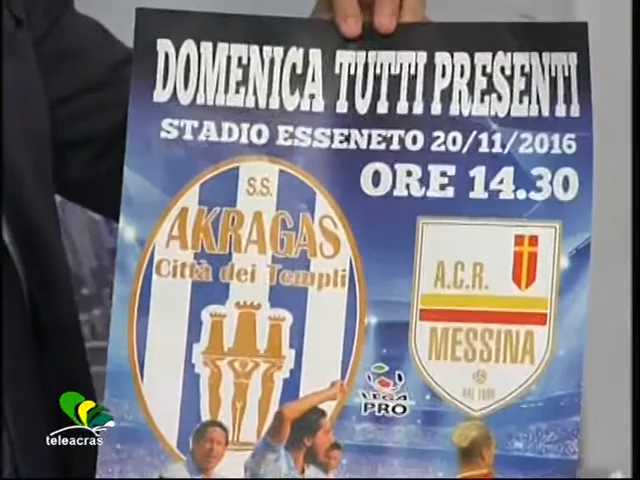 DOMENICA TUTTI PRESENTI
STADIO ESSENETO 20/11/2016
ORE 14.30
S.S.
AKRAGAS
Città dei Templi
A.C.R.
MESSINA
LEGA
PRO
teleacras